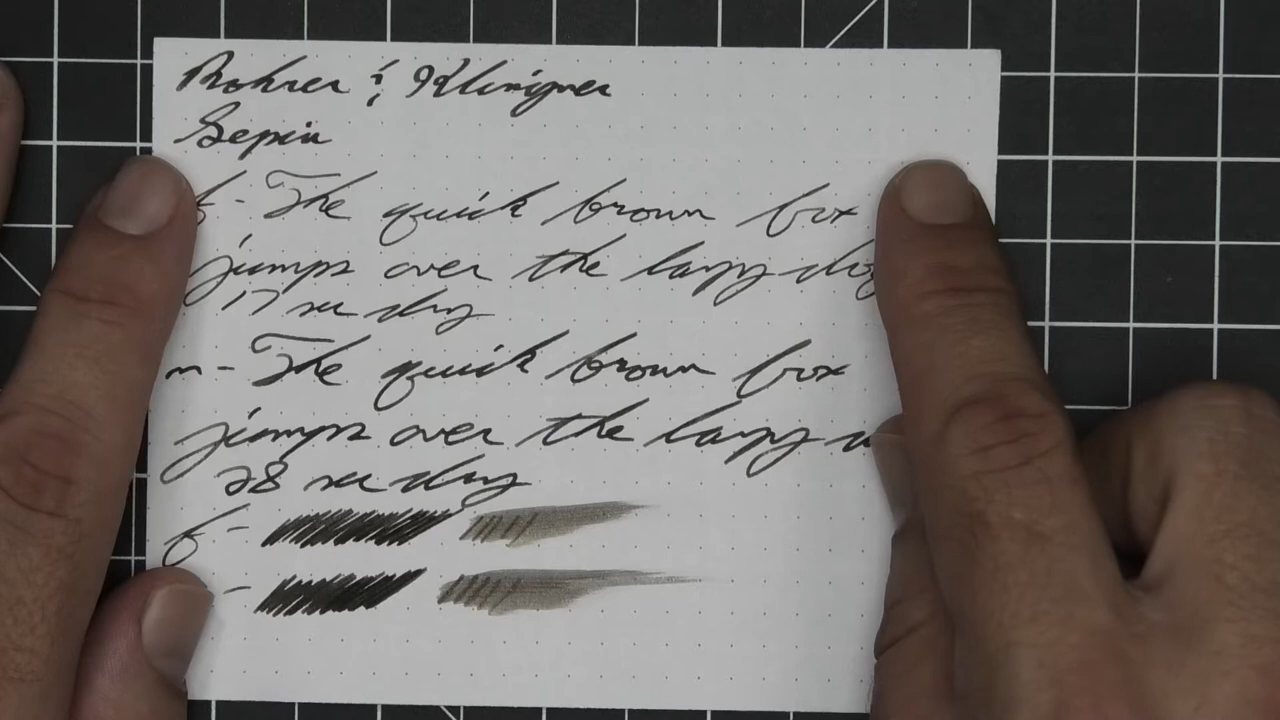 Rohrer & Klingner
Sepia
f - The quick brown fox
jumps over the lazy dog
17 sec dry
m - The quick brown fox
jumps over the lazy
28 sec dry
f -
-